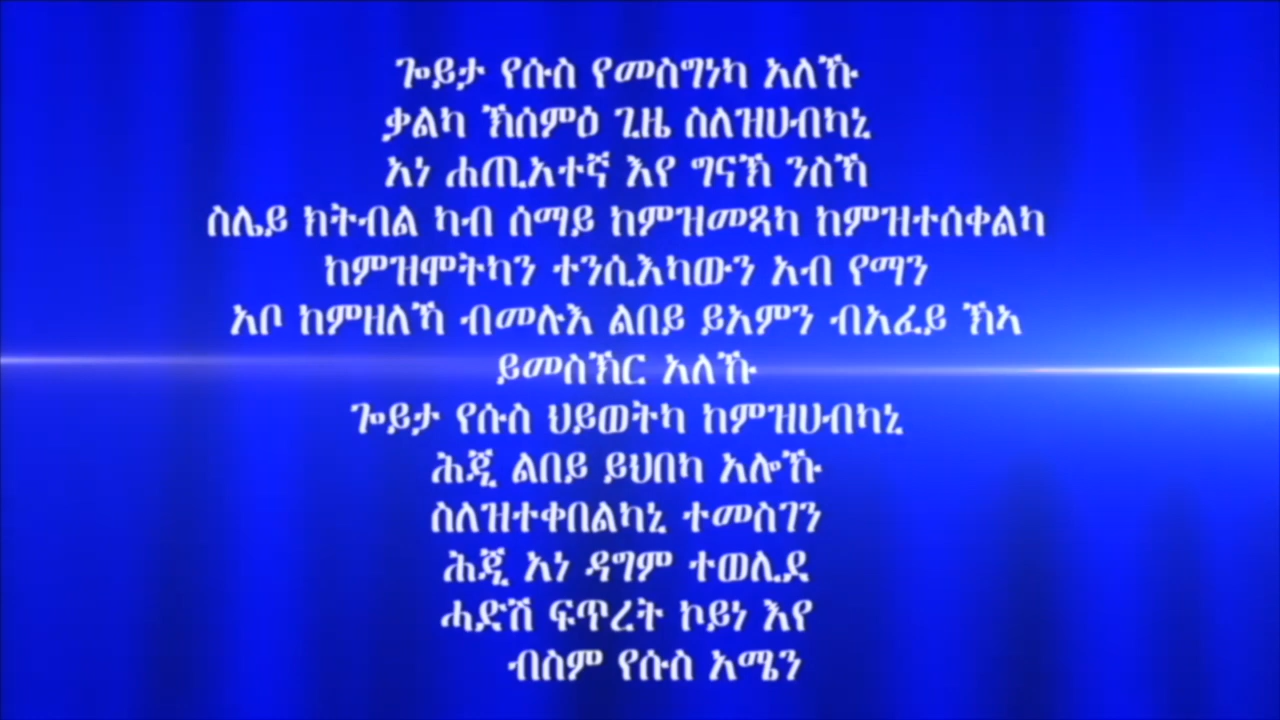 ጐይታ የሱስ የመስግነካ አለኹ
ቃልካ ኽሰምዕ ጊዜ ስለዝሀብካኒ
አነ ሐጢአተኛ እየ ግናኽ ንስኻ
ስሌይ ክትብል ካብ ሰማይ ከምዝመጻካ ከምዝተሰቀልካ
ከምዝሞትካን ተንሲእካውን አብ የማን
አቦ ከምዘለኻ ብመሉእ ልበይ ይአምን ብአፈይ ኽኣ
ይመስኽር አለኹ
ጐይታ የሱስ ህይወትካ ከምዝሀብካኒ
ሕጂ ልበይ ይህበካ አሎኹ
ስለዝተቀበልካኒ ተመስገን
ሕጂ አነ ዳግም ተወሊደ
ሓድሽ ፍጥረት ኮይነ እየ
ብስም የሱስ አሜን